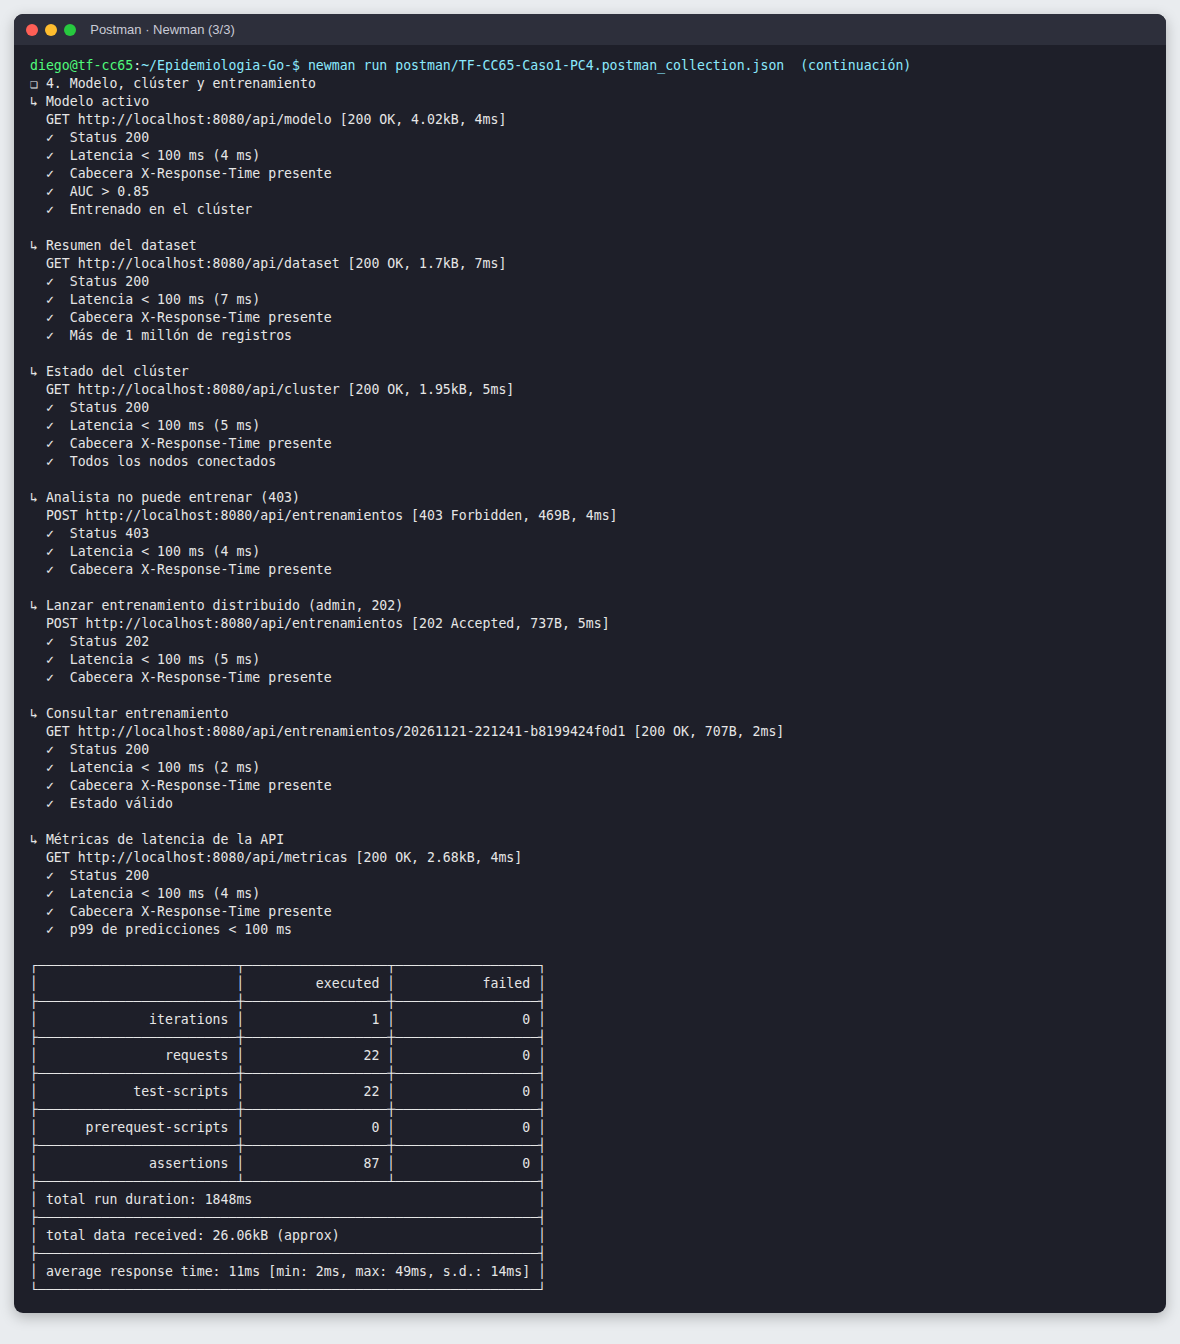 Postman · Newman (3/3)
diego@tf-cc65:~/Epidemiologia-Go-$ newman run postman/TF-CC65-Caso1-PC4.postman_collection.json  (continuación)
❏ 4. Modelo, clúster y entrenamiento
↳ Modelo activo
  GET http://localhost:8080/api/modelo [200 OK, 4.02kB, 4ms]
  ✓  Status 200
  ✓  Latencia < 100 ms (4 ms)
  ✓  Cabecera X-Response-Time presente
  ✓  AUC > 0.85
  ✓  Entrenado en el clúster
↳ Resumen del dataset
  GET http://localhost:8080/api/dataset [200 OK, 1.7kB, 7ms]
  ✓  Status 200
  ✓  Latencia < 100 ms (7 ms)
  ✓  Cabecera X-Response-Time presente
  ✓  Más de 1 millón de registros
↳ Estado del clúster
  GET http://localhost:8080/api/cluster [200 OK, 1.95kB, 5ms]
  ✓  Status 200
  ✓  Latencia < 100 ms (5 ms)
  ✓  Cabecera X-Response-Time presente
  ✓  Todos los nodos conectados
↳ Analista no puede entrenar (403)
  POST http://localhost:8080/api/entrenamientos [403 Forbidden, 469B, 4ms]
  ✓  Status 403
  ✓  Latencia < 100 ms (4 ms)
  ✓  Cabecera X-Response-Time presente
↳ Lanzar entrenamiento distribuido (admin, 202)
  POST http://localhost:8080/api/entrenamientos [202 Accepted, 737B, 5ms]
  ✓  Status 202
  ✓  Latencia < 100 ms (5 ms)
  ✓  Cabecera X-Response-Time presente
↳ Consultar entrenamiento
  GET http://localhost:8080/api/entrenamientos/20261121-221241-b8199424f0d1 [200 OK, 707B, 2ms]
  ✓  Status 200
  ✓  Latencia < 100 ms (2 ms)
  ✓  Cabecera X-Response-Time presente
  ✓  Estado válido
↳ Métricas de latencia de la API
  GET http://localhost:8080/api/metricas [200 OK, 2.68kB, 4ms]
  ✓  Status 200
  ✓  Latencia < 100 ms (4 ms)
  ✓  Cabecera X-Response-Time presente
  ✓  p99 de predicciones < 100 ms
executed failed
iterations 1 0
requests 22 0
test-scripts 22 0
prerequest-scripts 0 0
assertions 87 0
total run duration: 1848ms
total data received: 26.06kB (approx)
average response time: 11ms [min: 2ms, max: 49ms, s.d.: 14ms]